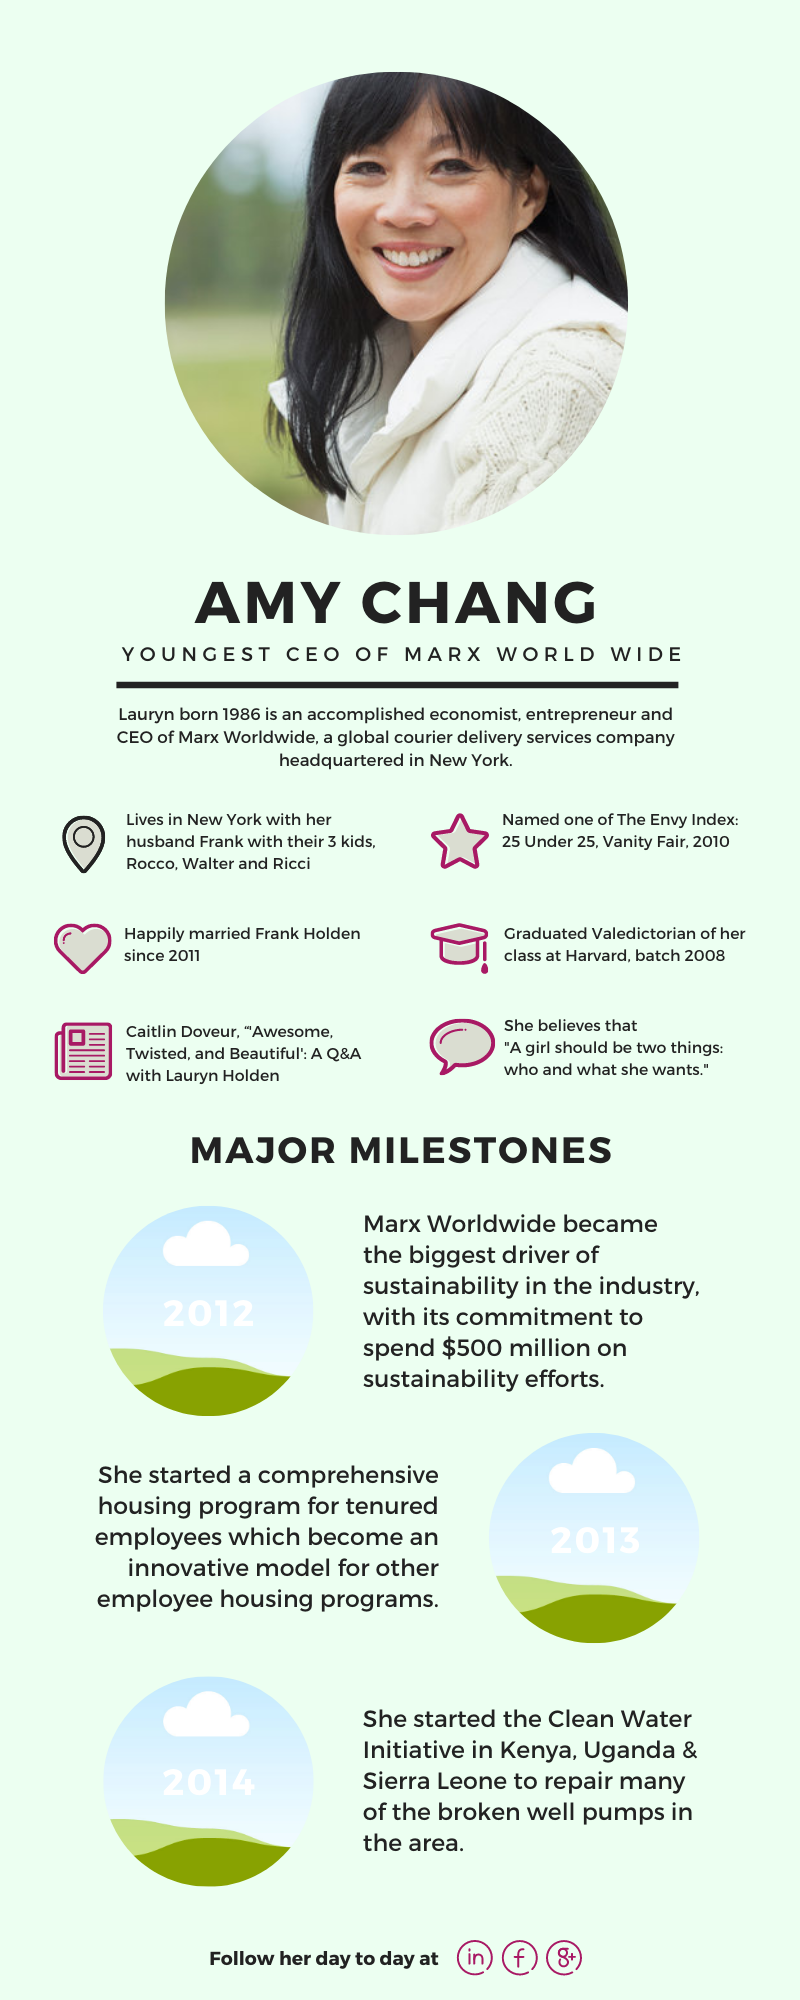 AMY CHANG
YOUNGEST CEO OF MARX WORLD WIDE
Lauryn born 1986 is an accomplished economist, entrepreneur and
CEO of Marx Worldwide, a global courier delivery services company
headquartered in New York.
Lives in New York with her
husband Frank with their 3 kids,
Rocco, Walter and Ricci
Named one of The Envy Index:
25 Under 25, Vanity Fair, 2010
Happily married Frank Holden
since 2011
Graduated Valedictorian of her
class at Harvard, batch 2008
Caitlin Doveur, “'Awesome,
Twisted, and Beautiful': A Q&A
with Lauryn Holden
She believes that
"A girl should be two things:
who and what she wants."
MAJOR MILESTONES
2012
Marx Worldwide became
the biggest driver of
sustainability in the industry,
with its commitment to
spend $500 million on
sustainability efforts.
She started a comprehensive
housing program for tenured
employees which become an
innovative model for other
employee housing programs.
2013
2014
She started the Clean Water
Initiative in Kenya, Uganda &
Sierra Leone to repair many
of the broken well pumps in
the area.
Follow her day to day at in f g+